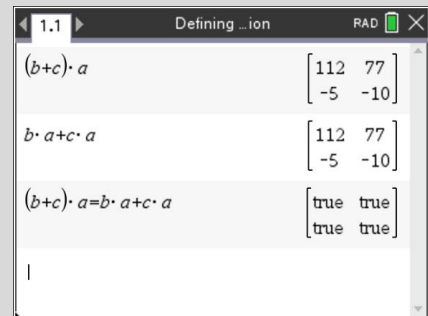 1.1 Defining ...ion RAD
(b+c)· a [112 77
-5 -10]
b· a+c· a [112 77
-5 -10]
(b+c)· a=b· a+c· a [true true
true true]